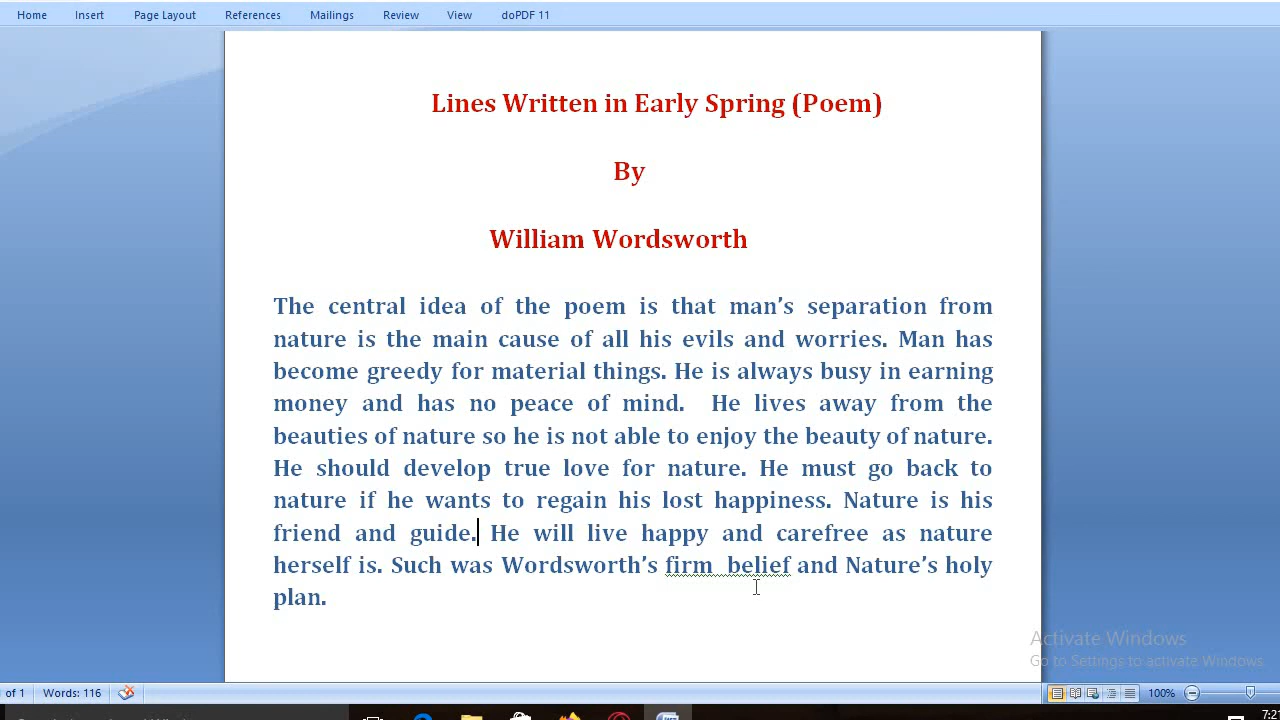 Home Insert Page Layout References Mailings Review View doPDF 11
Lines Written in Early Spring (Poem)
By
William Wordsworth
The central idea of the poem is that man’s separation from
nature is the main cause of all his evils and worries. Man has
become greedy for material things. He is always busy in earning
money and has no peace of mind.  He lives away from the
beauties of nature so he is not able to enjoy the beauty of nature.
He should develop true love for nature. He must go back to
nature if he wants to regain his lost happiness. Nature is his
friend and guide. He will live happy and carefree as nature
herself is. Such was Wordsworth’s firm  belief and Nature’s holy
plan.
Activate Windows
Go to Settings to activate Windows.
of 1 Words: 116 100%